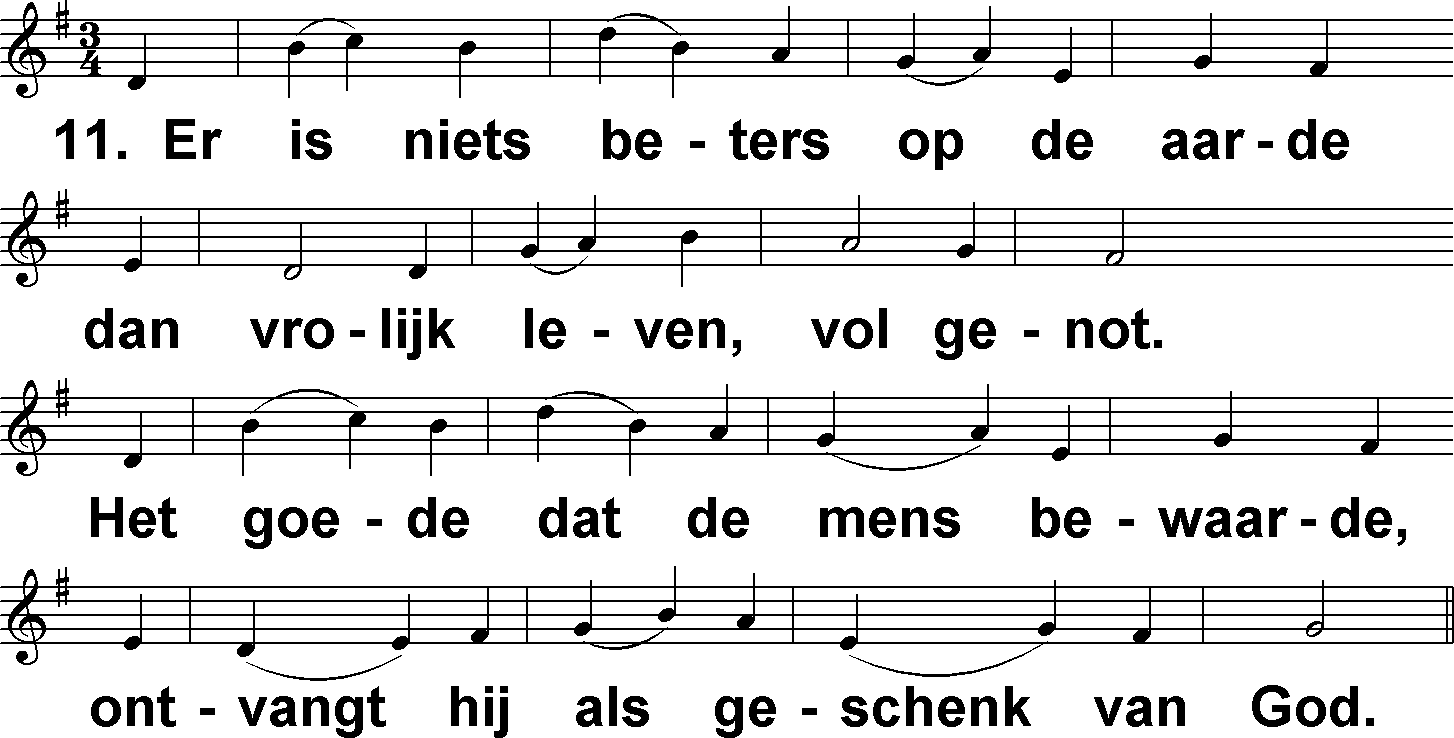 11. Er is niets be - ters op de aar - de
dan vro - lijk le - ven, vol ge - not.
Het goe - de dat de mens be - waar - de,
ont - vangt hij als ge - schenk van God.